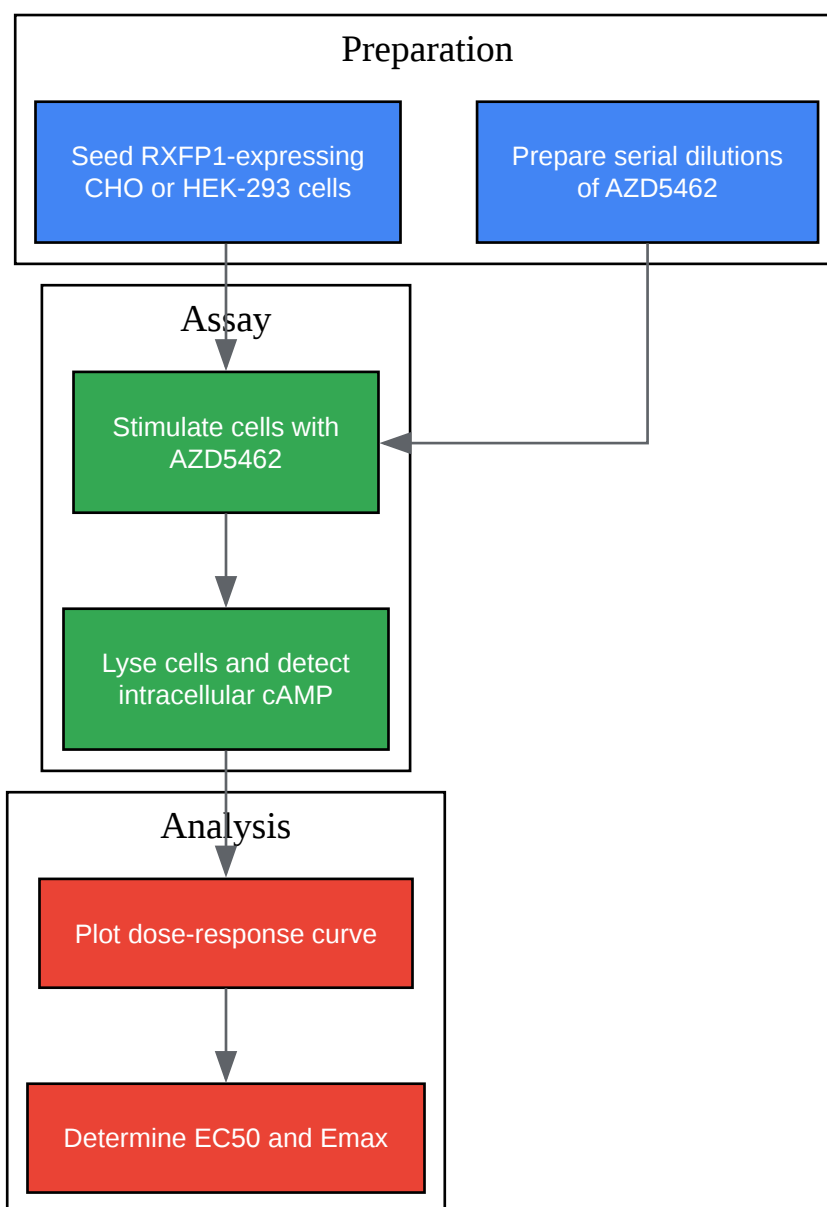 Preparation
Seed RXFP1-expressing
CHO or HEK-293 cells
Prepare serial dilutions
of AZD5462
Assay
Stimulate cells with
AZD5462
Lyse cells and detect
intracellular cAMP
Analysis
Plot dose-response curve
Determine EC50 and Emax